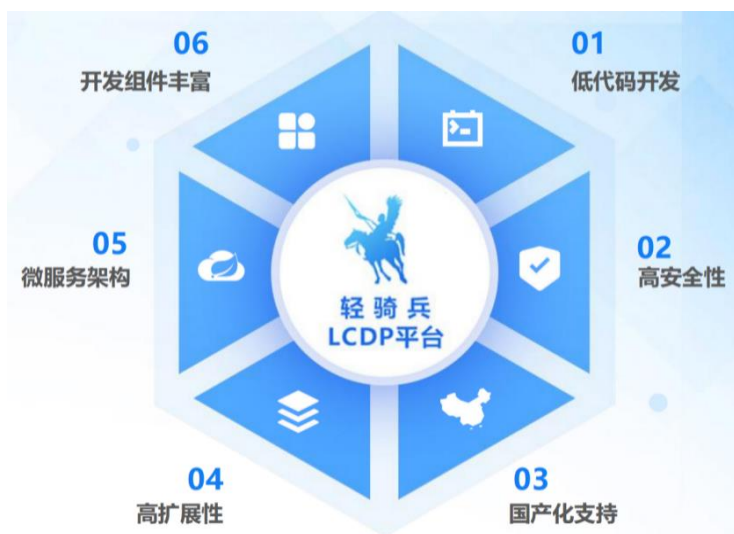 06
开发组件丰富
01
低代码开发
05
微服务架构
02
高安全性
轻骑兵
LCDP平台
04
高扩展性
03
国产化支持